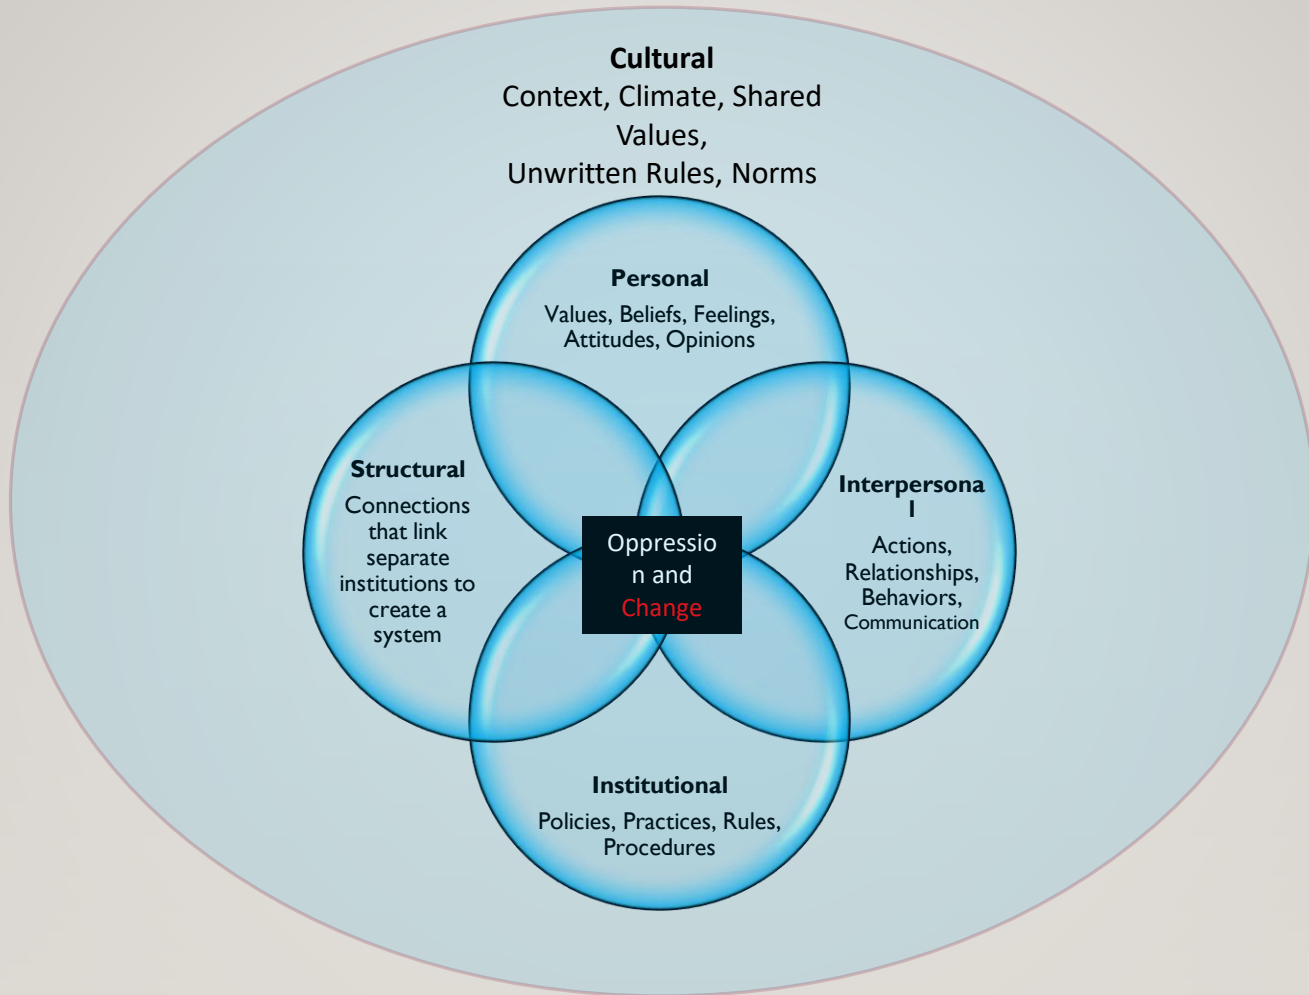 Cultural
Context, Climate, Shared
Values,
Unwritten Rules, Norms
Personal
Values, Beliefs, Feelings,
Attitudes, Opinions
Structural
Connections
that link
separate
institutions to
create a
system
Interpersona
l
Actions,
Relationships,
Behaviors,
Communication
Oppressio
n and
Change
Institutional
Policies, Practices, Rules,
Procedures